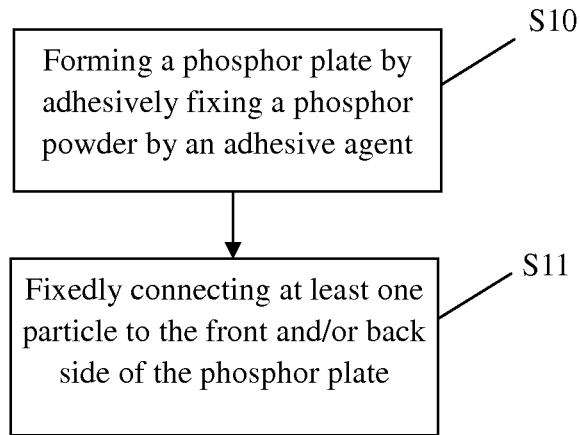 S10
Forming a phosphor plate by
adhesively fixing a phosphor
powder by an adhesive agent
S11
Fixedly connecting at least one
particle to the front and/or back
side of the phosphor plate